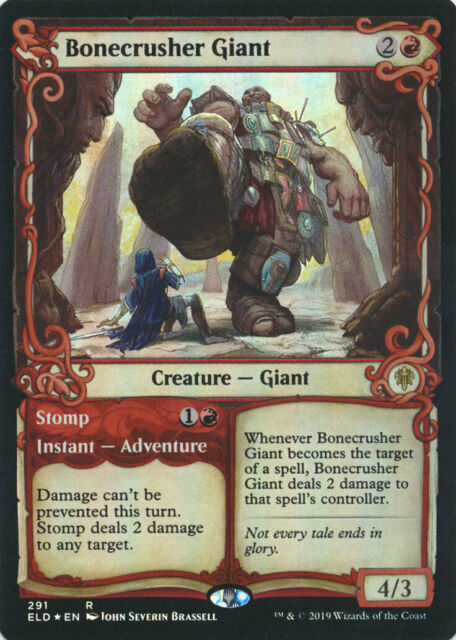 Bonecrusher Giant 2
Creature — Giant
Stomp 1
Instant — Adventure
Damage can't be
prevented this turn.
Stomp deals 2 damage
to any target.
Whenever Bonecrusher
Giant becomes the target
of a spell, Bonecrusher
Giant deals 2 damage to
that spell's controller.
Not every tale ends in
glory.
4/3
291 R
ELD ★ EN John Severin Brassell
™ & © 2019 Wizards of the Coast